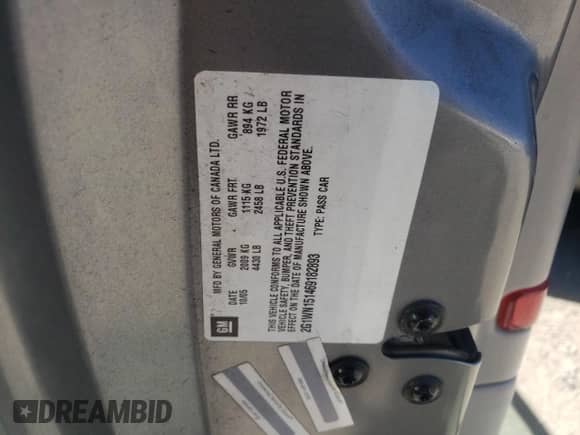 MFD BY GENERAL MOTORS OF CANADA LTD.
DATE GVWR GAWR FRT. GAWR RR
10/05 2009 KG 1115 KG 894 KG
4430 LB 2458 LB 1972 LB
THIS VEHICLE CONFORMS TO ALL APPLICABLE U.S. FEDERAL MOTOR
VEHICLE SAFETY, BUMPER, AND THEFT PREVENTION STANDARDS IN
EFFECT ON THE DATE OF MANUFACTURE SHOWN ABOVE.
2G1WN151469182893 TYPE: PASS CAR
GM
DREAMBID